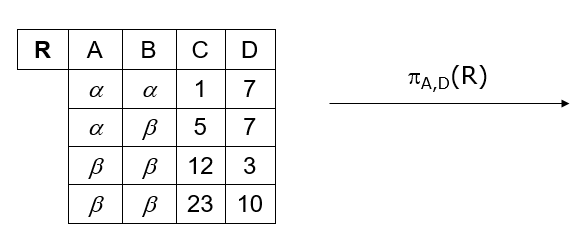 R A B C D
α α 1 7
α β 5 7
β β 12 3
β β 23 10
πA,D(R)